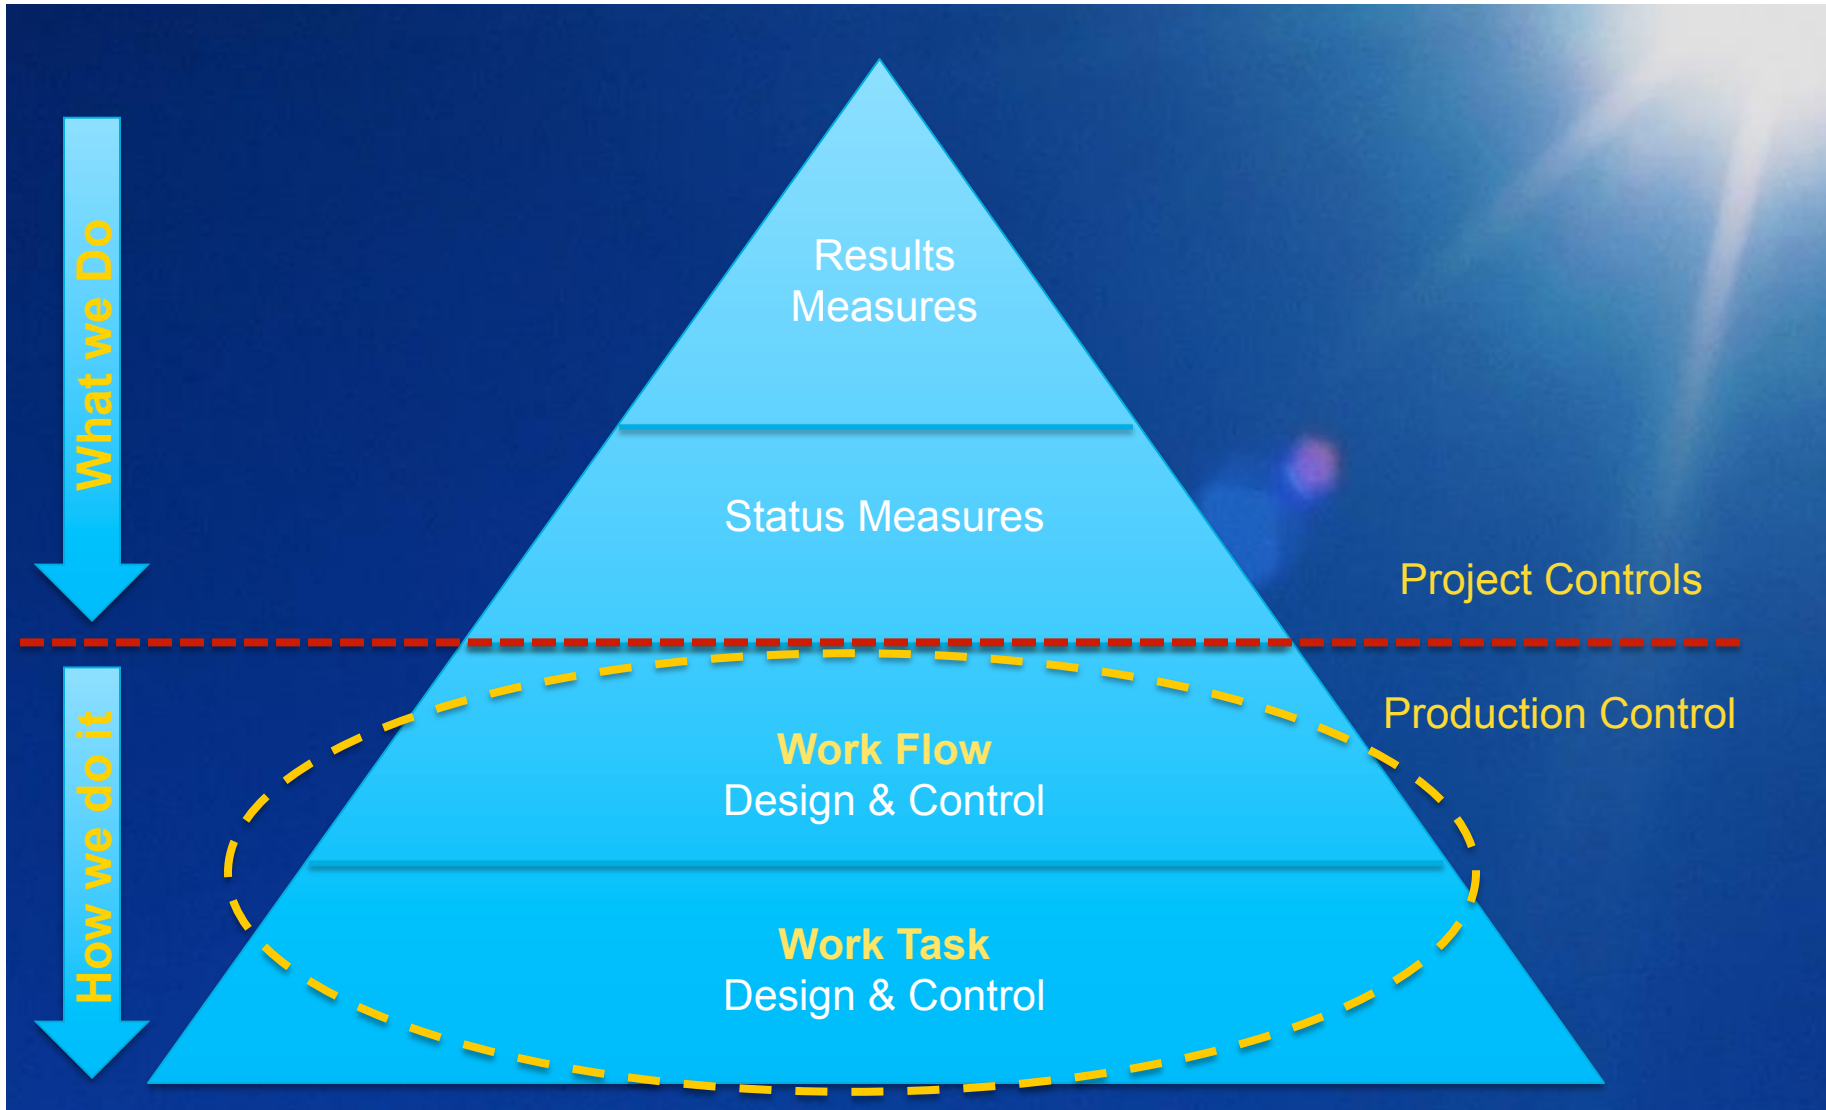 What we Do
Results
Measures
Status Measures
Project Controls
Production Control
How we do it
Work Flow
Design & Control
Work Task
Design & Control